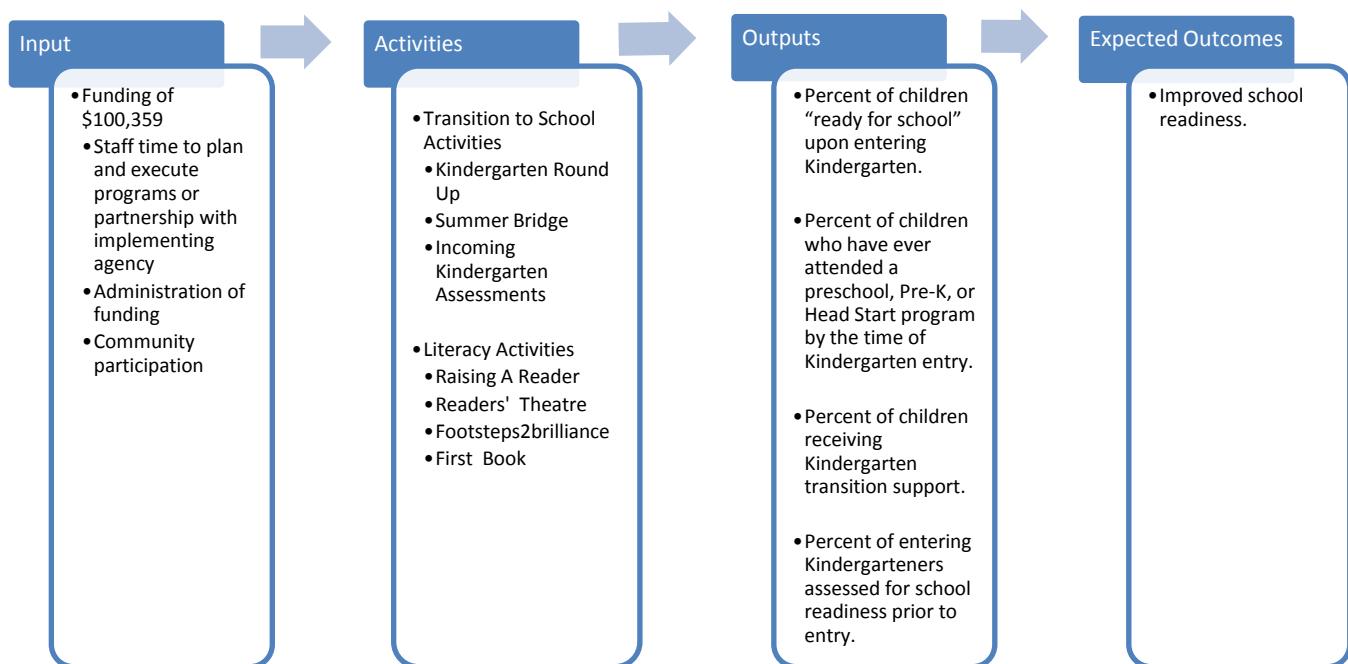 Input
•Funding of
$100,359
•Staff time to plan
and execute
programs or
partnership with
implementing
agency
•Administration of
funding
•Community
participation
Activities
•Transition to School
Activities
•Kindergarten Round
Up
•Summer Bridge
•Incoming
Kindergarten
Assessments
•Literacy Activities
•Raising A Reader
•Readers' Theatre
•Footsteps2brilliance
•First Book
Outputs
•Percent of children
“ready for school”
upon entering
Kindergarten.
•Percent of children
who have ever
attended a
preschool, Pre-K, or
Head Start program
by the time of
Kindergarten entry.
•Percent of children
receiving
Kindergarten
transition support.
•Percent of entering
Kindergarteners
assessed for school
readiness prior to
entry.
Expected Outcomes
•Improved school
readiness.